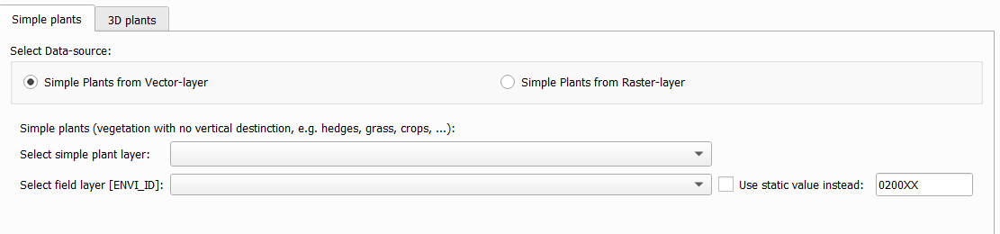 Simple plants
3D plants
Select Data-source:
Simple Plants from Vector-layer
Simple Plants from Raster-layer
Simple plants (vegetation with no vertical destinction, e.g. hedges, grass, crops, ...):
Select simple plant layer:
Select field layer [ENVI_ID]:
Use static value instead:
0200XX